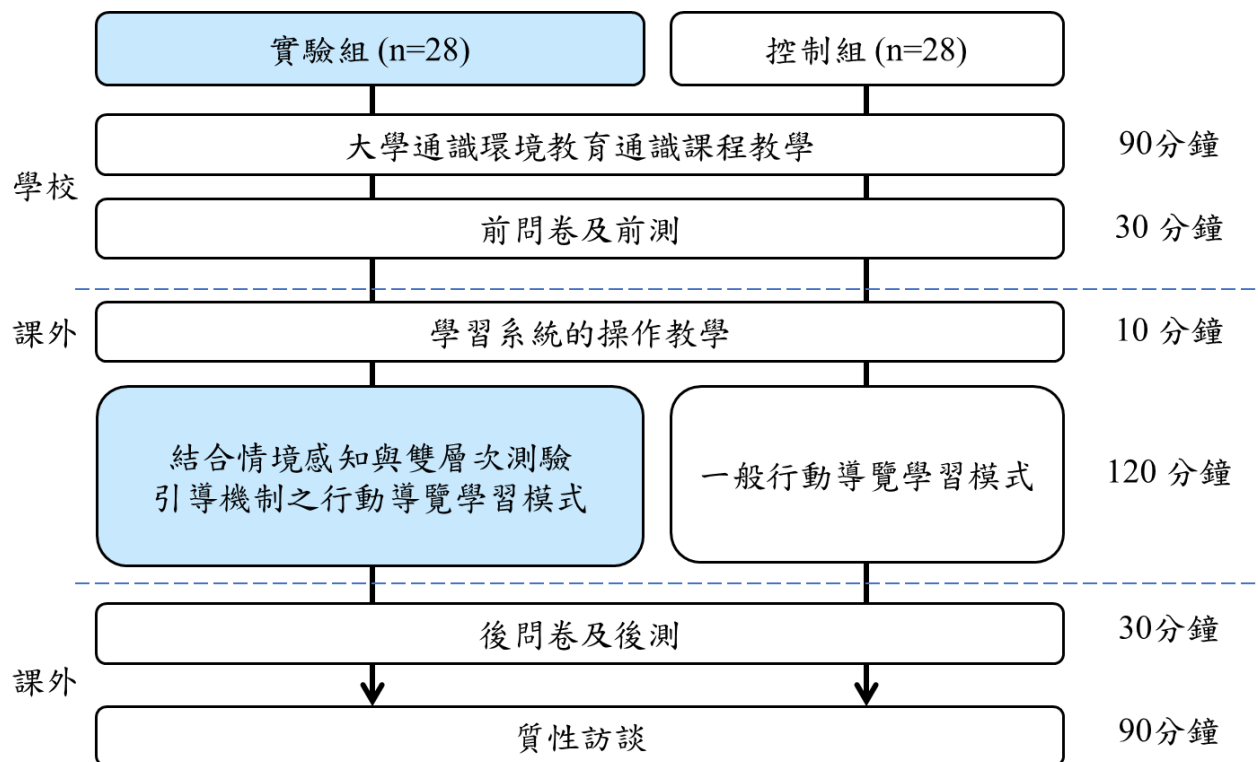 實驗組 (n=28)
控制組 (n=28)
大學通識環境教育通識課程教學
90分鐘
學校
前問卷及前測
30 分鐘
課外
學習系統的操作教學
10 分鐘
結合情境感知與雙層次測驗
引導機制之行動導覽學習模式
一般行動導覽學習模式
120 分鐘
後問卷及後測
30分鐘
課外
質性訪談
90分鐘